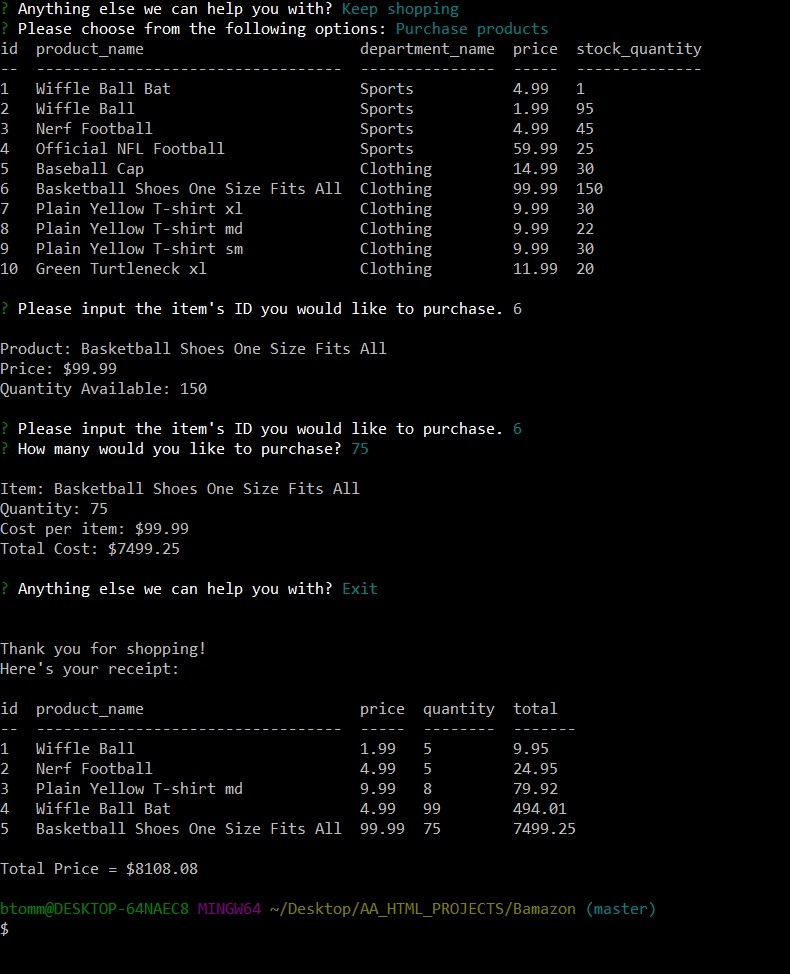 ? Anything else we can help you with? Keep shopping
? Please choose from the following options: Purchase products
id  product_name                        department_name  price  stock_quantity
--  ----------------------------------  ---------------  -----  --------------
1   Wiffle Ball Bat                     Sports           4.99   1
2   Wiffle Ball                         Sports           1.99   95
3   Nerf Football                       Sports           4.99   45
4   Official NFL Football               Sports           59.99  25
5   Baseball Cap                        Clothing         14.99  30
6   Basketball Shoes One Size Fits All  Clothing         99.99  150
7   Plain Yellow T-shirt xl             Clothing         9.99   30
8   Plain Yellow T-shirt md             Clothing         9.99   22
9   Plain Yellow T-shirt sm             Clothing         9.99   30
10  Green Turtleneck xl                 Clothing         11.99  20
? Please input the item's ID you would like to purchase. 6
Product: Basketball Shoes One Size Fits All
Price: $99.99
Quantity Available: 150
? Please input the item's ID you would like to purchase. 6
? How many would you like to purchase? 75
Item: Basketball Shoes One Size Fits All
Quantity: 75
Cost per item: $99.99
Total Cost: $7499.25
? Anything else we can help you with? Exit
Thank you for shopping!
Here's your receipt:
id  product_name                        price  quantity  total
--  ----------------------------------  -----  --------  -------
1   Wiffle Ball                         1.99   5         9.95
2   Nerf Football                       4.99   5         24.95
3   Plain Yellow T-shirt md             9.99   8         79.92
4   Wiffle Ball Bat                     4.99   99        494.01
5   Basketball Shoes One Size Fits All  99.99  75        7499.25
Total Price = $8108.08
btomm@DESKTOP-64NAEC8 MINGW64 ~/Desktop/AA_HTML_PROJECTS/Bamazon (master)
$